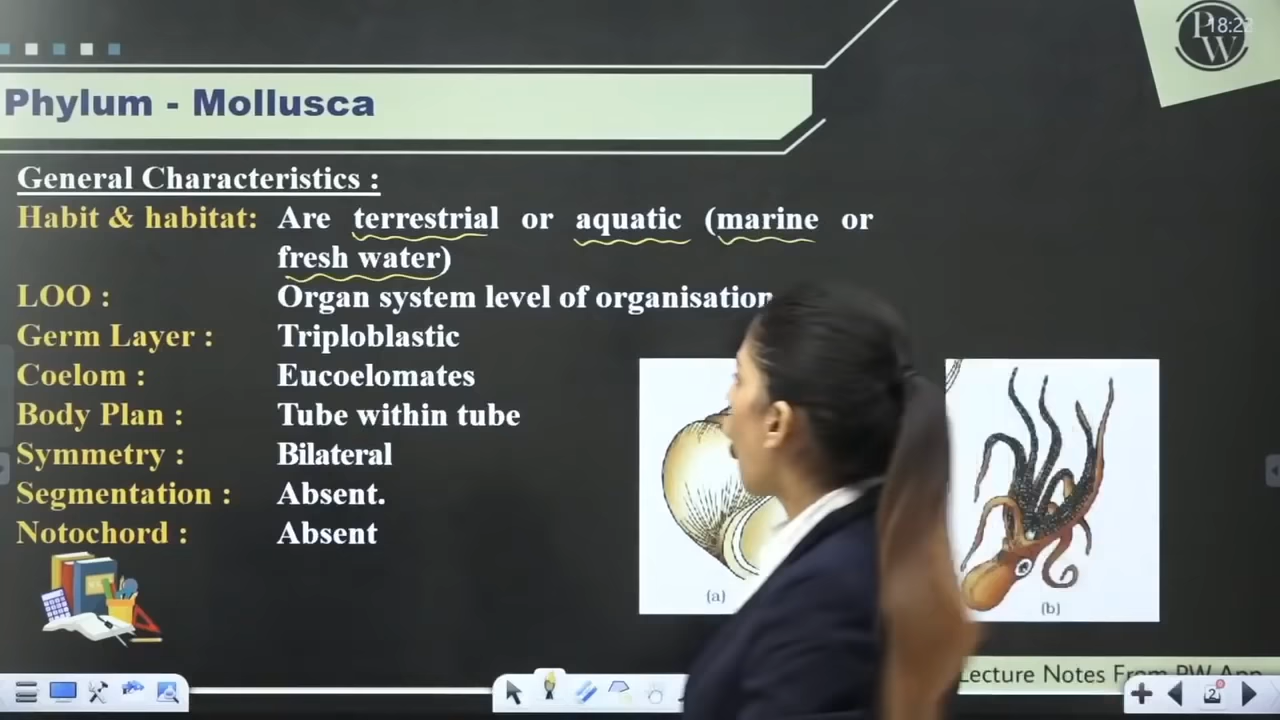 PW
18:22
Phylum - Mollusca
General Characteristics :
Habit & habitat: Are terrestrial or aquatic (marine or
fresh water)
LOO : Organ system level of organisation
Germ Layer : Triploblastic
Coelom : Eucoelomates
Body Plan : Tube within tube
Symmetry : Bilateral
Segmentation : Absent.
Notochord : Absent
(a)
(b)
Lecture Notes From PW App
2